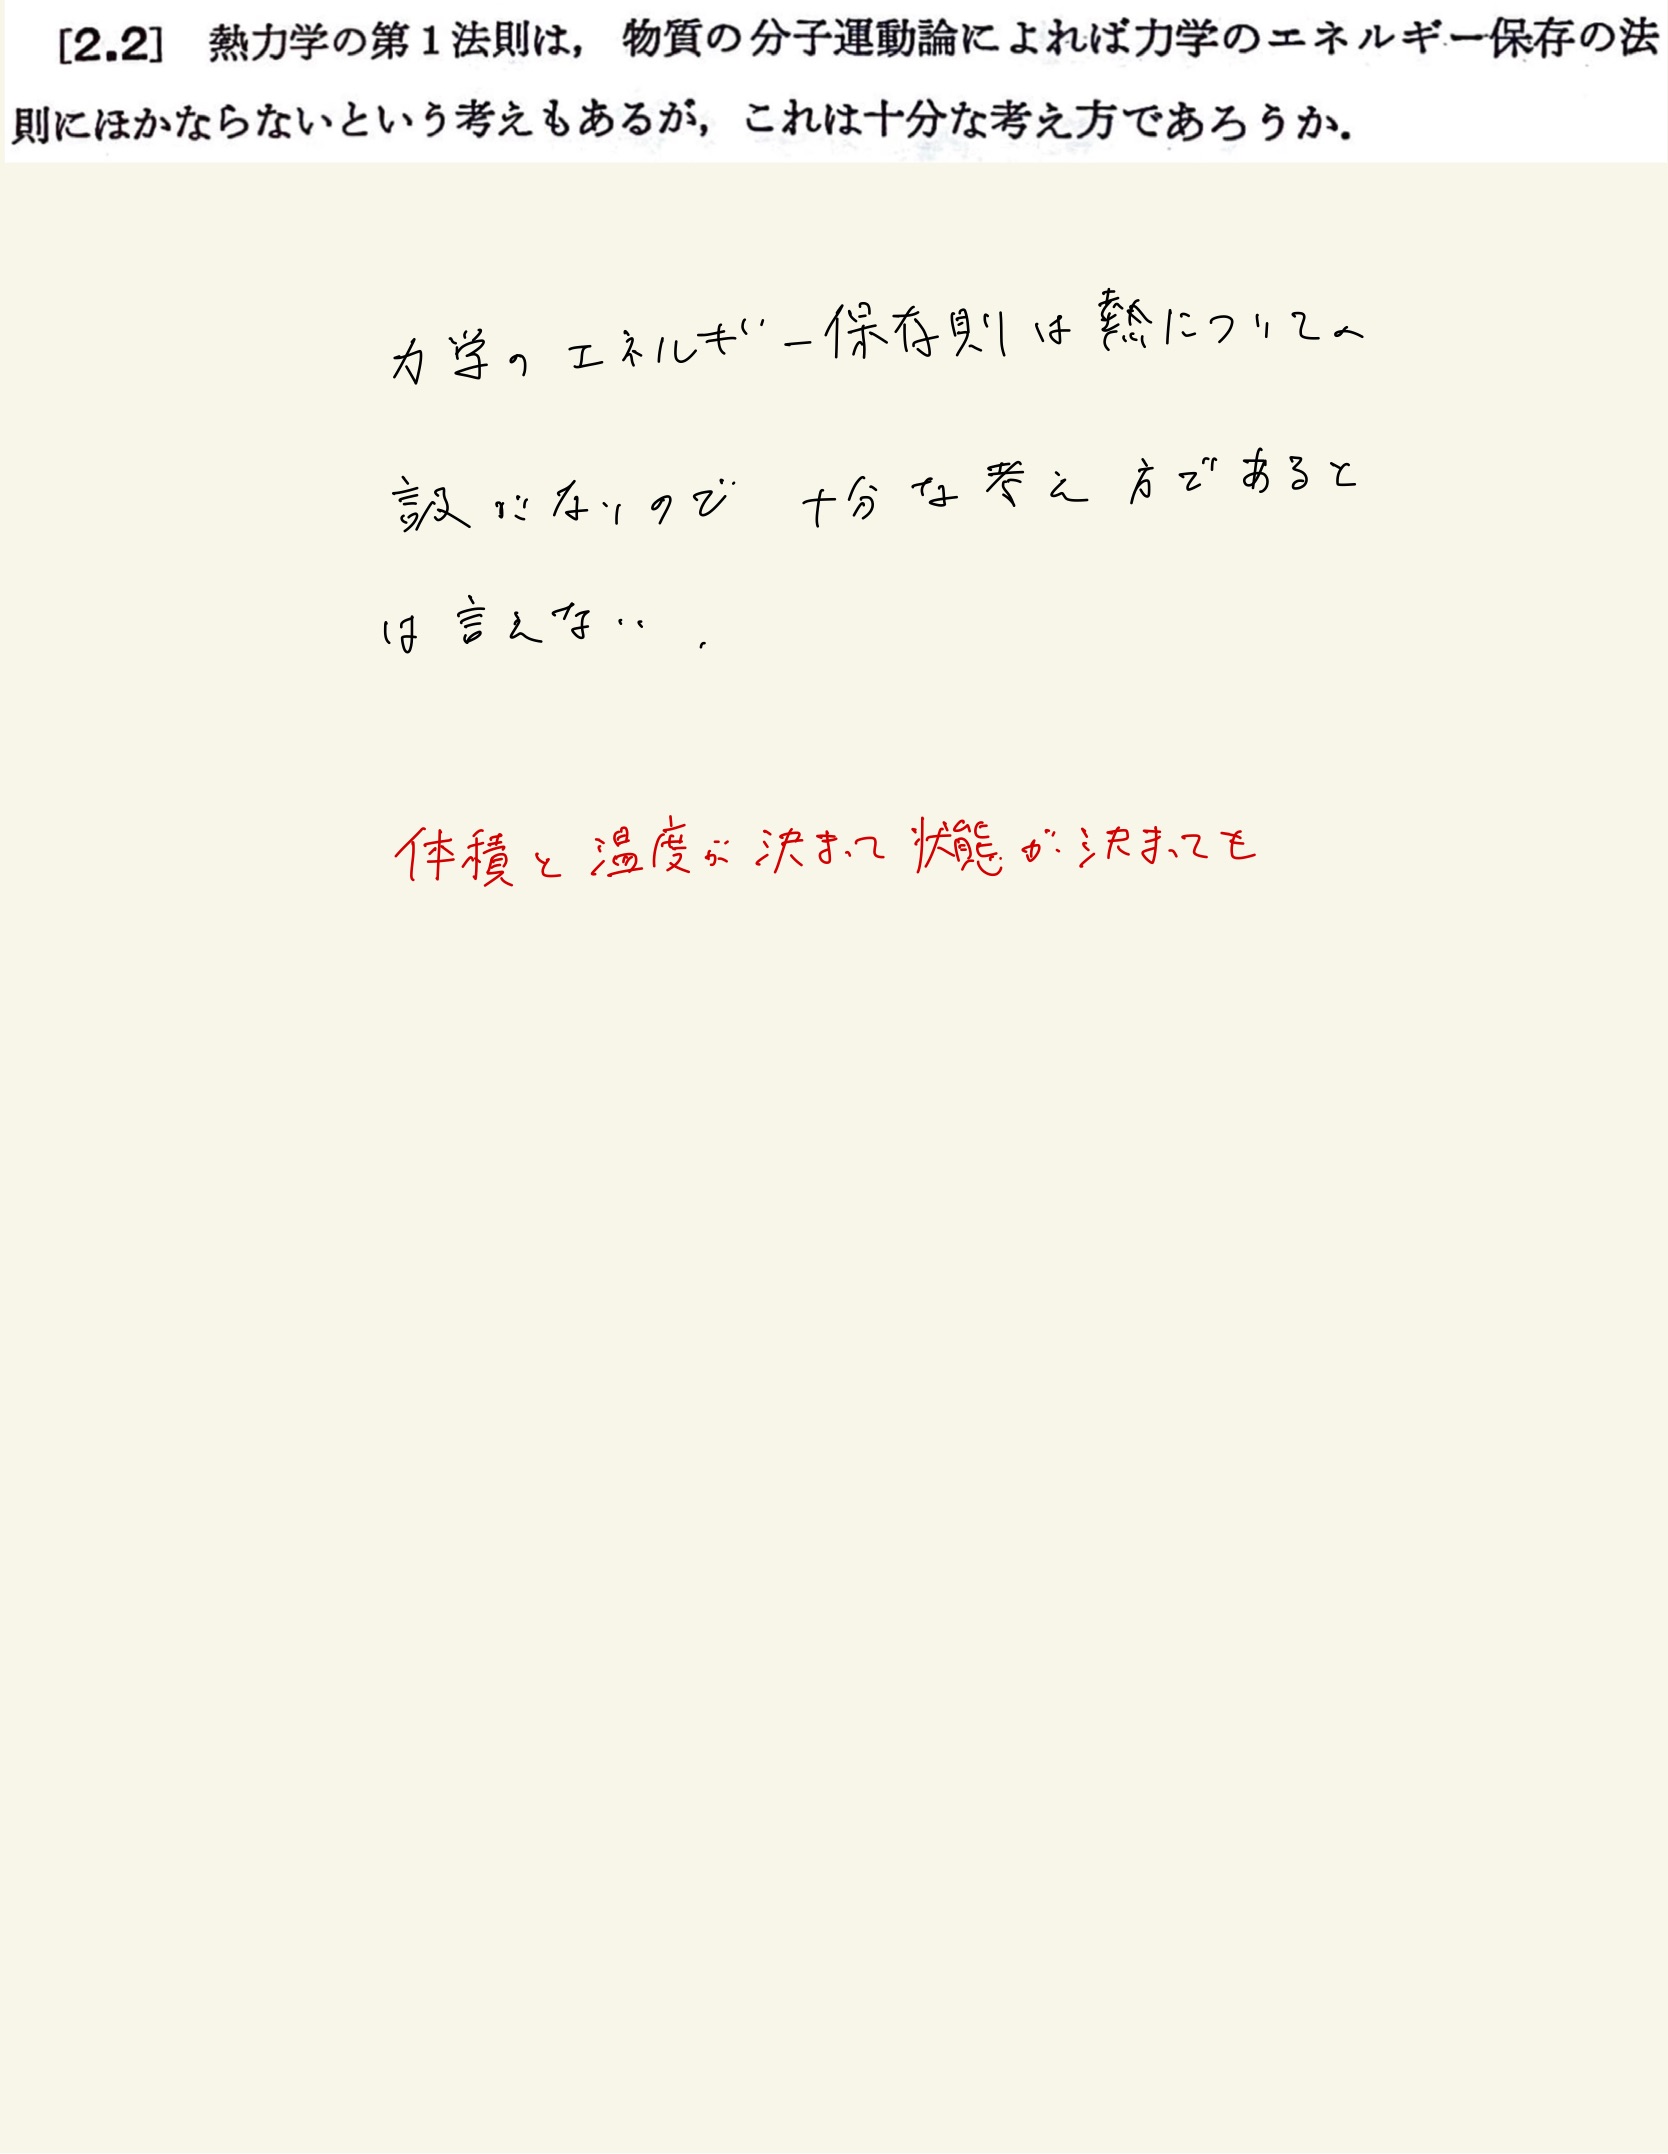 [2.2] 熱力学の第1法則は，物質の分子運動論によれば力学のエネルギー保存の法
則にほかならないという考えもあるが，これは十分な考え方であろうか．
力学のエネルギー保存則は熱についての
設がないので 十分な考え方であると
は言えない．
体積と温度が決まって状態が決まっても